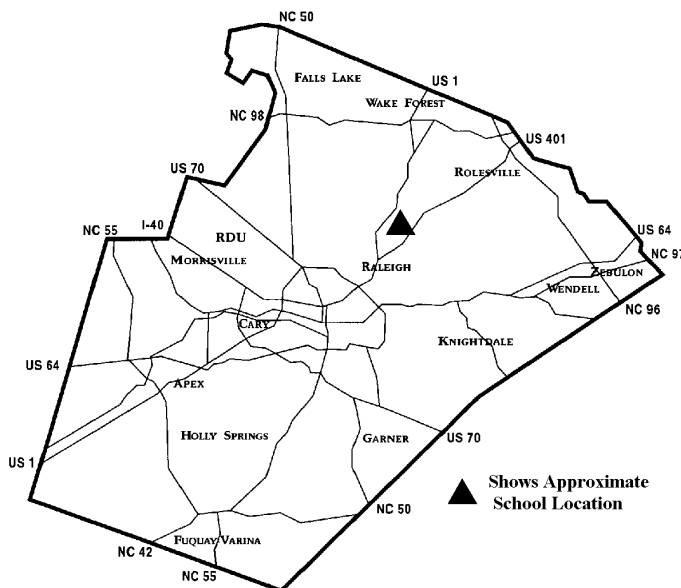 NC 50
FALLS LAKE
US 1
WAKE FOREST
NC 98
US 401
US 70
ROLESVILLE
NC 55
I-40
RDU
US 64
MORRISVILLE
RALEIGH
NC 97
ZEBULON
WENDELL
NC 96
CARY
KNIGHTDALE
US 64
APEX
HOLLY SPRINGS
GARNER
US 70
US 1
Shows Approximate
School Location
NC 50
FUQUAY VARINA
NC 42
NC 55